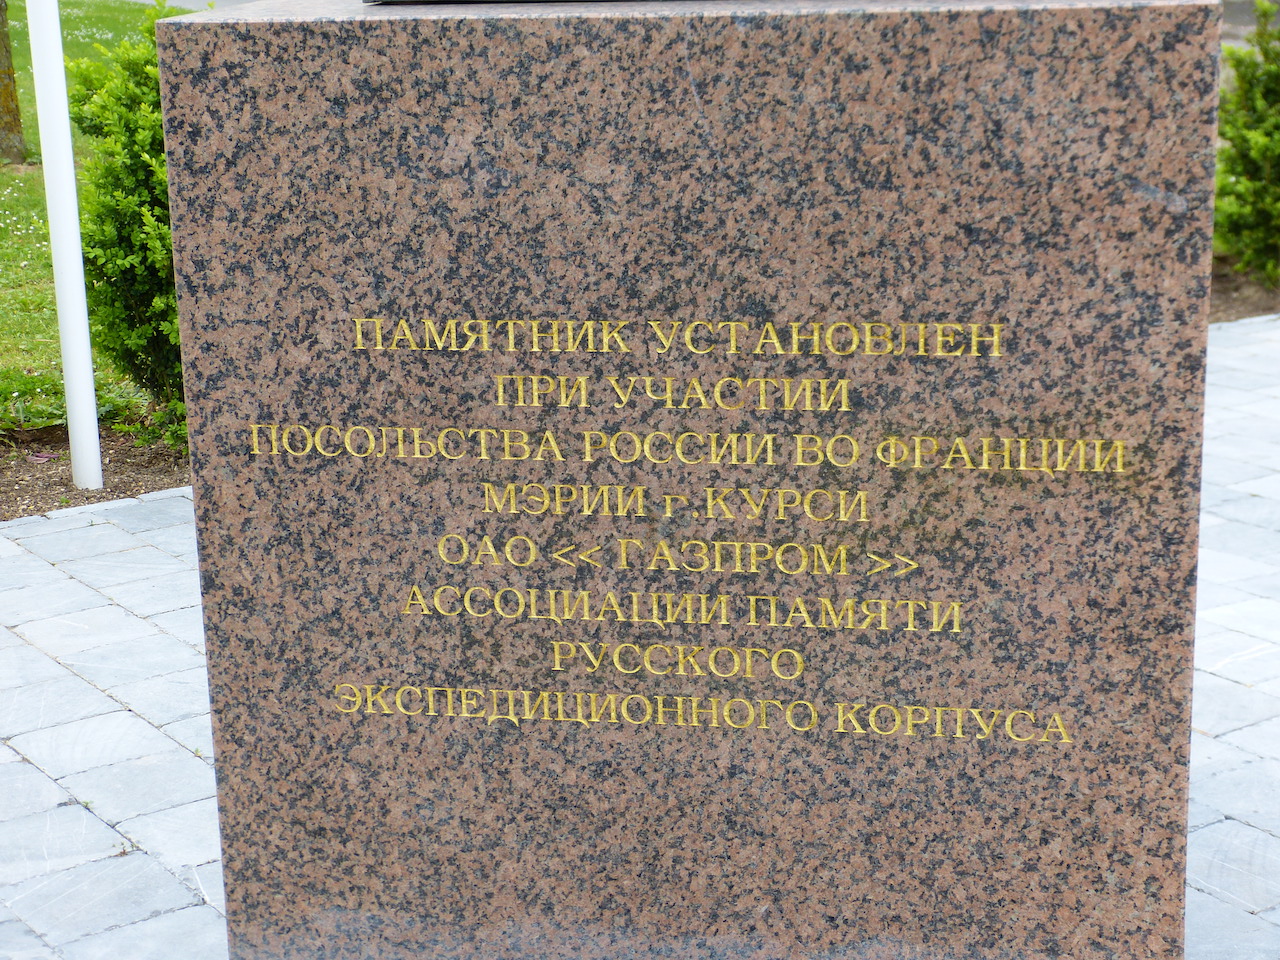 ПАМЯТНИК УСТАНОВЛЕН
ПРИ УЧАСТИИ
ПОСОЛЬСТВА РОССИИ ВО ФРАНЦИИ
МЭРИИ г.КУРСИ
ОАО << ГАЗПРОМ >>
АССОЦИАЦИИ ПАМЯТИ
РУССКОГО
ЭКСПЕДИЦИОННОГО КОРПУСА